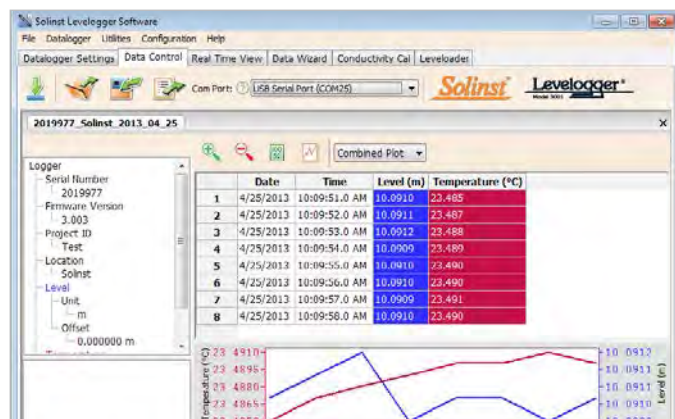 Solinst Levelogger Software
File Datalogger Utilities Configuration Help
Datalogger Settings Data Control Real Time View Data Wizard Conductivity Cal Leveloader
Com Port: USB Serial Port (COM25) Solinst Levelogger
2019977_Solinst_2013_04_25
Combined Plot
Logger
Serial Number
2019977
Firmware Version
3.003
Project ID
Test
Location
Solinst
Level
Unit
m
Offset
0.000000 m
Date Time Level (m) Temperature (°C)
1 4/25/2013 10:09:51.0 AM 10.0910 23.485
2 4/25/2013 10:09:52.0 AM 10.0911 23.487
3 4/25/2013 10:09:53.0 AM 10.0912 23.488
4 4/25/2013 10:09:54.0 AM 10.0909 23.489
5 4/25/2013 10:09:55.0 AM 10.0910 23.490
6 4/25/2013 10:09:56.0 AM 10.0910 23.490
7 4/25/2013 10:09:57.0 AM 10.0909 23.491
8 4/25/2013 10:09:58.0 AM 10.0910 23.490
Temperature (°C)
23 4910
23 4895
23 4880
23 4865
10 0912
10 0911
10 0911
10 0910
Level (m)